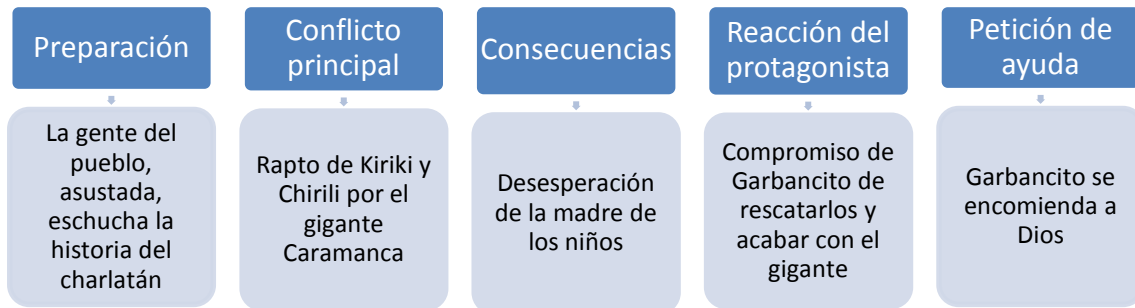 Preparación
La gente del
pueblo,
asustada,
eschucha la
historia del
charlatán
Conflicto
principal
Rapto de Kiriki y
Chirili por el
gigante
Caramanca
Consecuencias
Desesperación
de la madre de
los niños
Reacción del
protagonista
Compromiso de
Garbancito de
rescatarlos y
acabar con el
gigante
Petición de
ayuda
Garbancito se
encomienda a
Dios